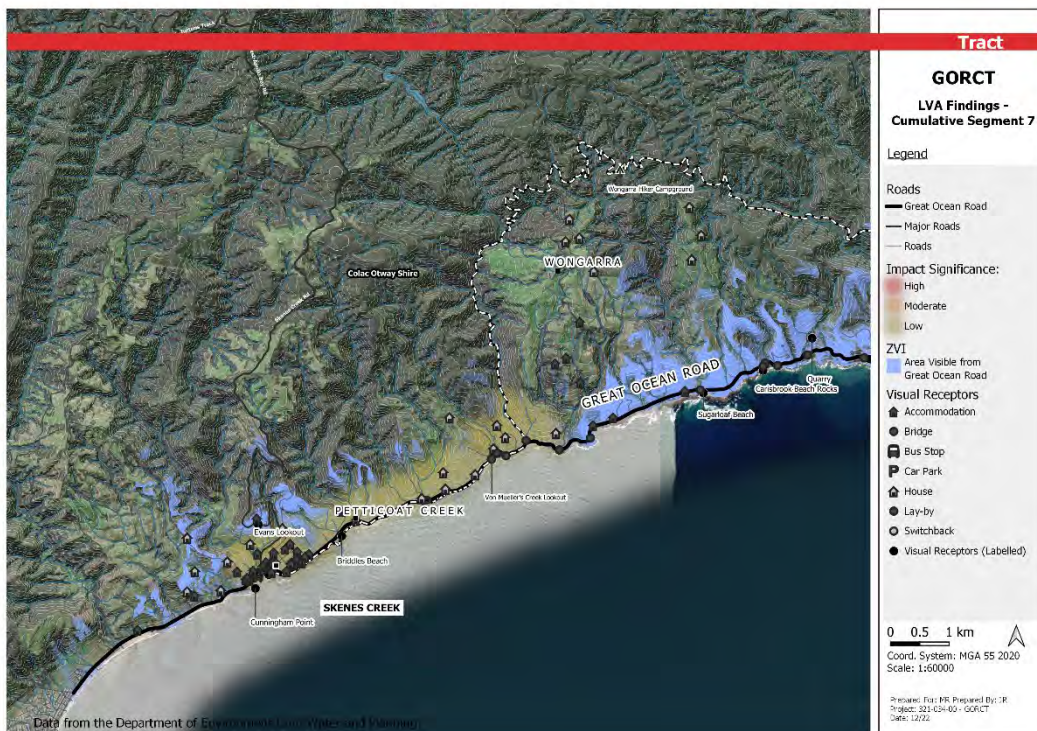 Tract
GORCT
LVA Findings -
Cumulative Segment 7
Legend
Roads
Great Ocean Road
Major Roads
Roads
Impact Significance:
High
Moderate
Low
ZVI
Area Visible from
Great Ocean Road
Visual Receptors
Accommodation
Bridge
Bus Stop
P Car Park
House
Lay-by
Switchback
Visual Receptors (Labelled)
0 0.5 1 km
Coord. System: MGA 55 2020
Scale: 1:60000
Prepared For: MR Prepared By: IR
Project: 321-034-00 - GORCT
Date: 12/22
Wongarra Hiker Campground
WONGARRA
Colac Otway Shire
GREAT OCEAN ROAD
Quarry
Carisbrook Beach Rocks
Sugarloaf Beach
Von Mueller's Creek Lookout
PETTICOAT CREEK
Evans Lookout
Briddles Beach
SKENES CREEK
Cunningham Point
Data from the Department of Environment Land Water and Planning